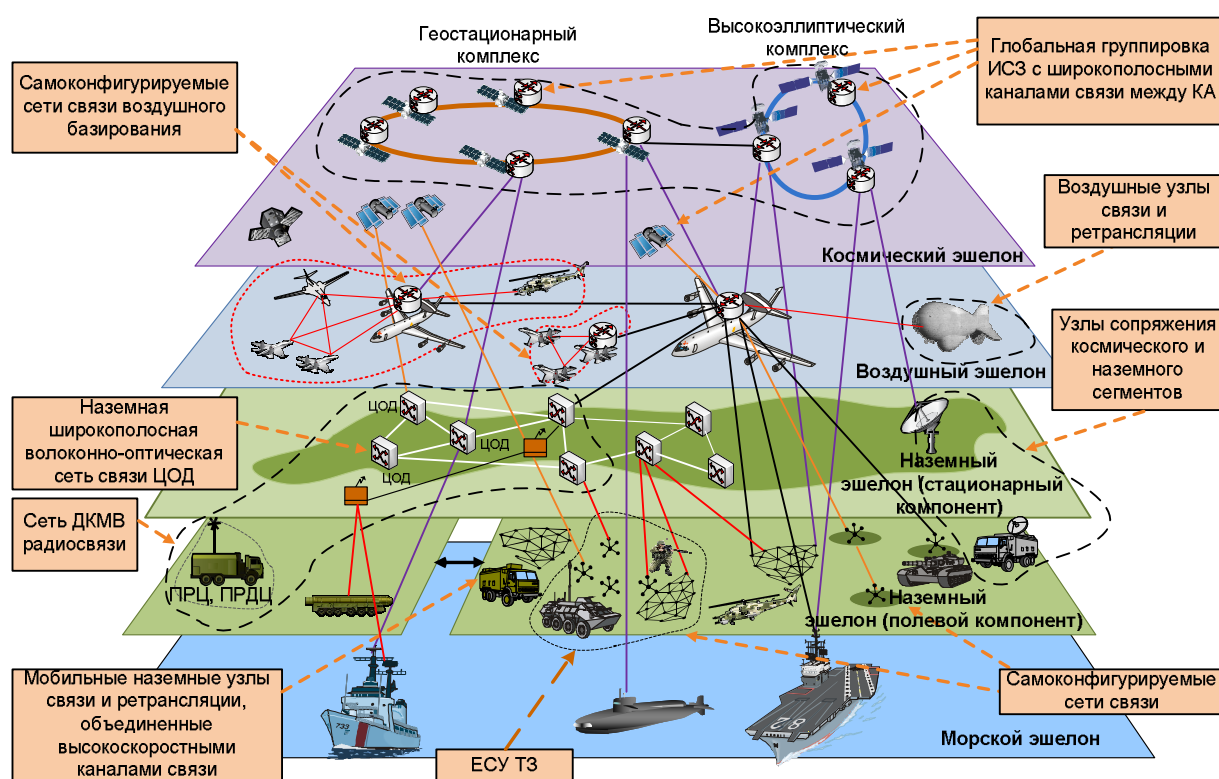 Геостационарный
комплекс
Высокоэллиптический
комплекс
Глобальная группировка
ИСЗ с широкополосными
каналами связи между КА
Самоконфигурируемые
сети связи воздушного
базирования
Воздушные узлы
связи и
ретрансляции
Космический эшелон
Узлы сопряжения
космического и
наземного
сегментов
Воздушный эшелон
Наземная
широкополосная
волоконно-оптическая
сеть связи ЦОД
ЦОД
ЦОД
ЦОД
Наземный
эшелон (стационарный
компонент)
Сеть ДКМВ
радиосвязи
ПРЦ, ПРДЦ
Наземный
эшелон (полевой компонент)
Мобильные наземные узлы
связи и ретрансляции,
объединенные
высокоскоростными
каналами связи
733
82
Самоконфигурируемые
сети связи
Морской эшелон
ЕСУ ТЗ